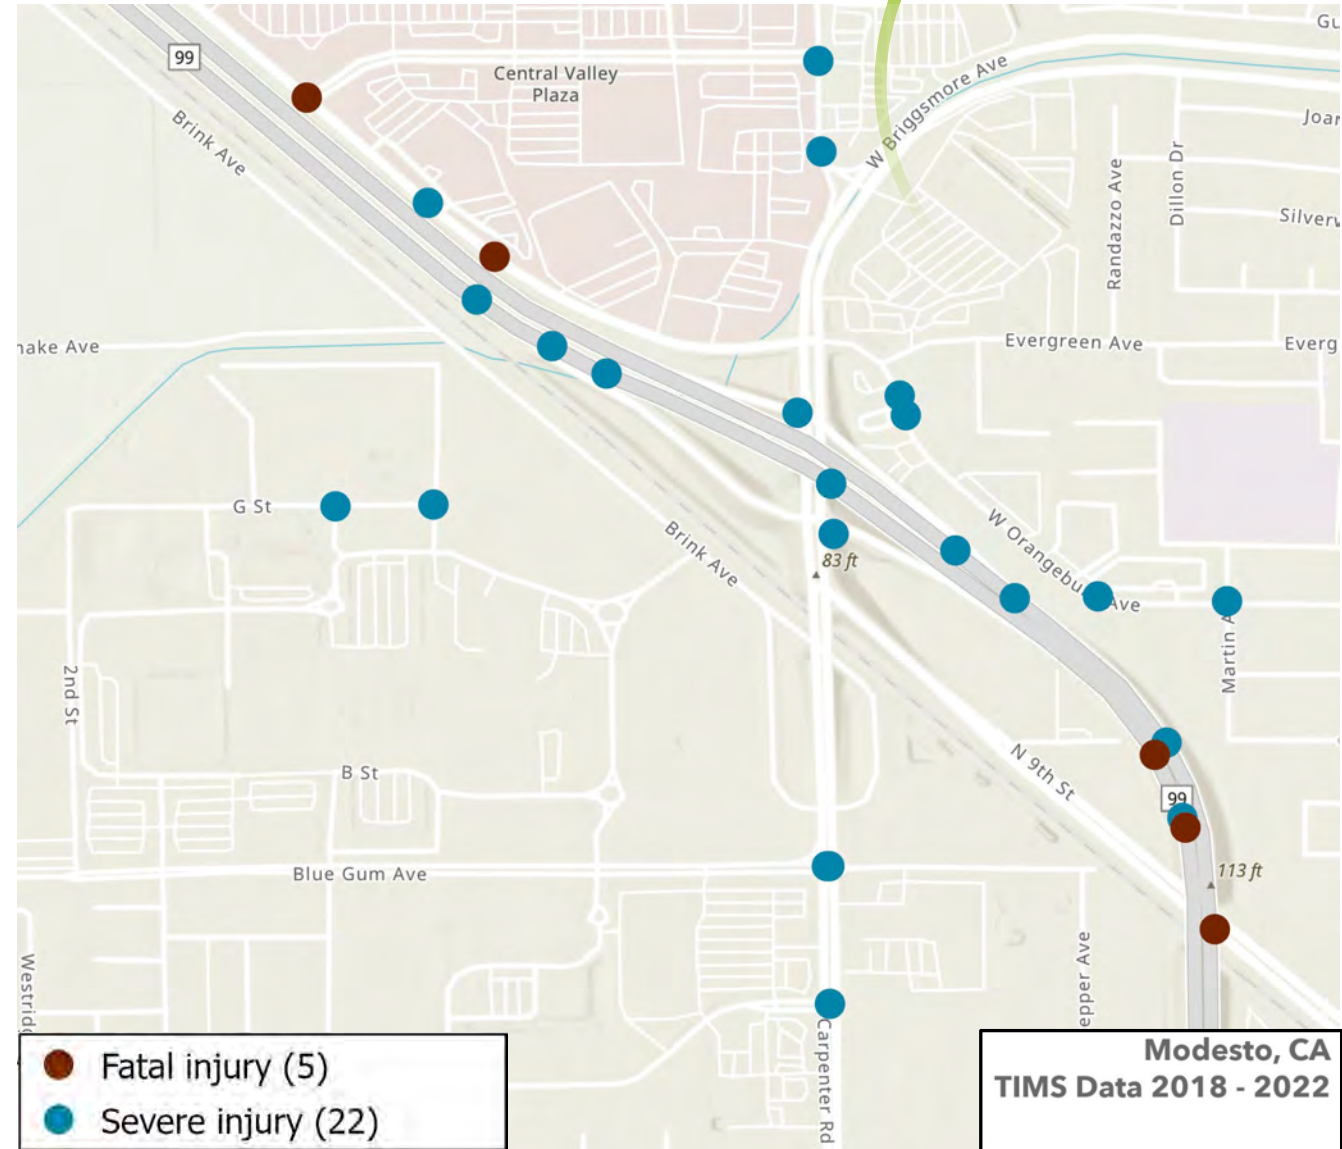 Gu
99
Central Valley
Plaza
W Briggsmore Ave
Brink Ave
Joar
Randazzo Ave
Dillon Dr
Silverv
nake Ave
Evergreen Ave
Everg
G St
W Orangebu
Ave
Brink Ave
83 ft
2nd St
Martin A
N 9th St
B St
99
Blue Gum Ave
113 ft
Westrid
epper Ave
Carpenter Rd
Fatal injury (5)
Severe injury (22)
Modesto, CA
TIMS Data 2018 - 2022